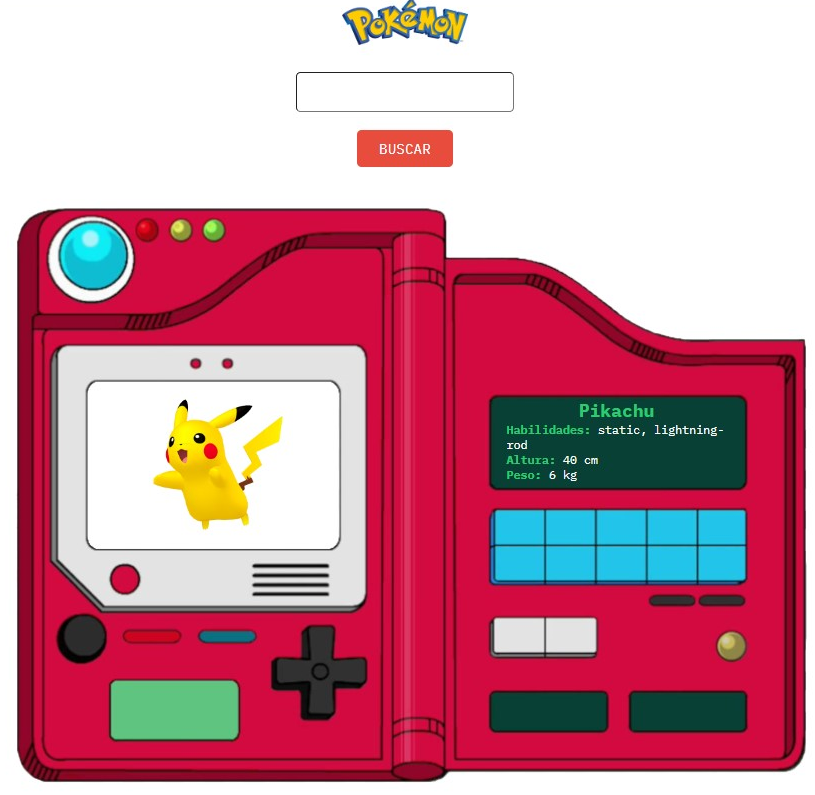 POKÉMON
BUSCAR
Pikachu
Habilidades: static, lightning-
rod
Altura: 40 cm
Peso: 6 kg